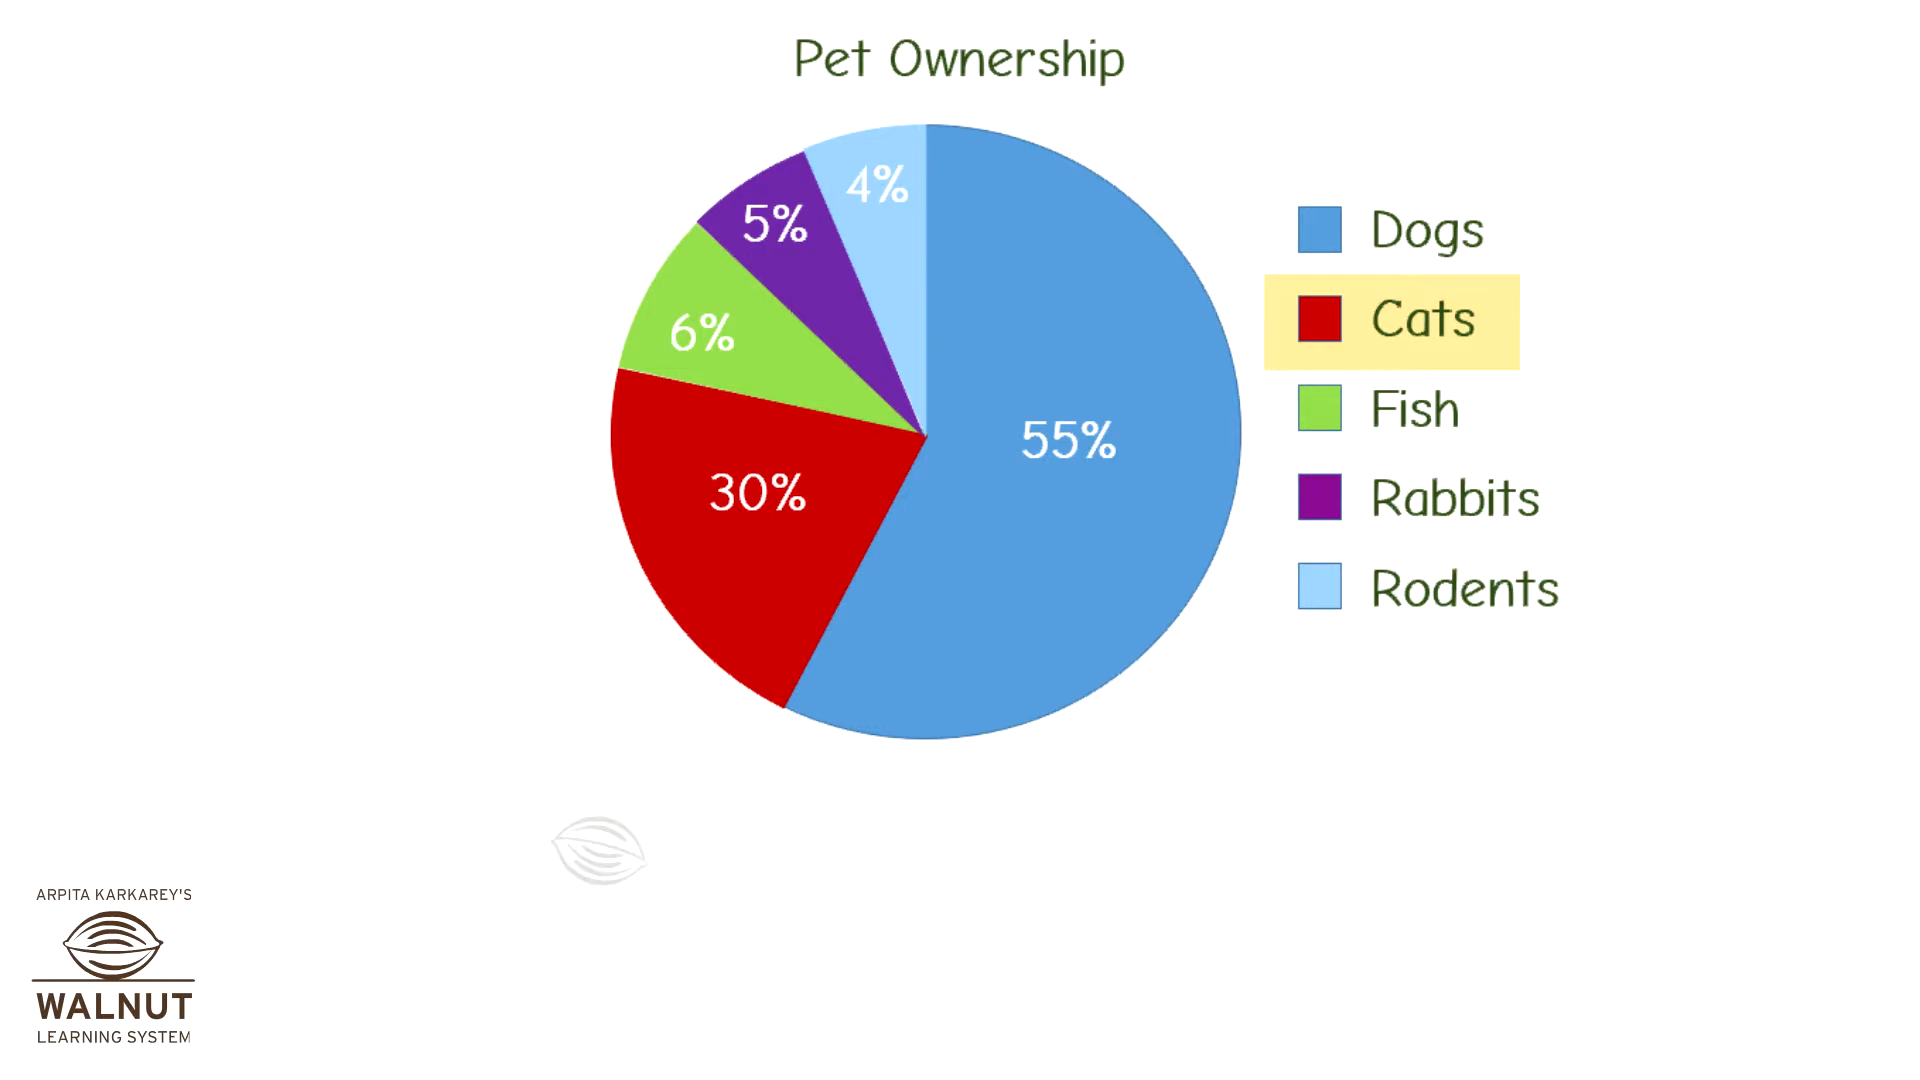 Pet Ownership
4%
5%
6%
55%
30%
Dogs
Cats
Fish
Rabbits
Rodents
ARPITA KARKAREY'S
WALNUT
LEARNING SYSTEM